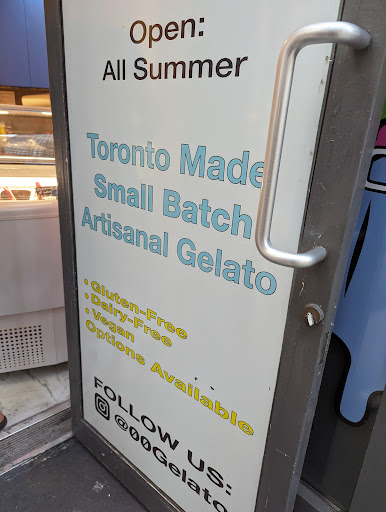 Open:
All Summer
Toronto Made
Small Batch
Artisanal Gelato
• Gluten-Free
• Dairy-Free
• Vegan
Options Available
FOLLOW US:
@00Gelato